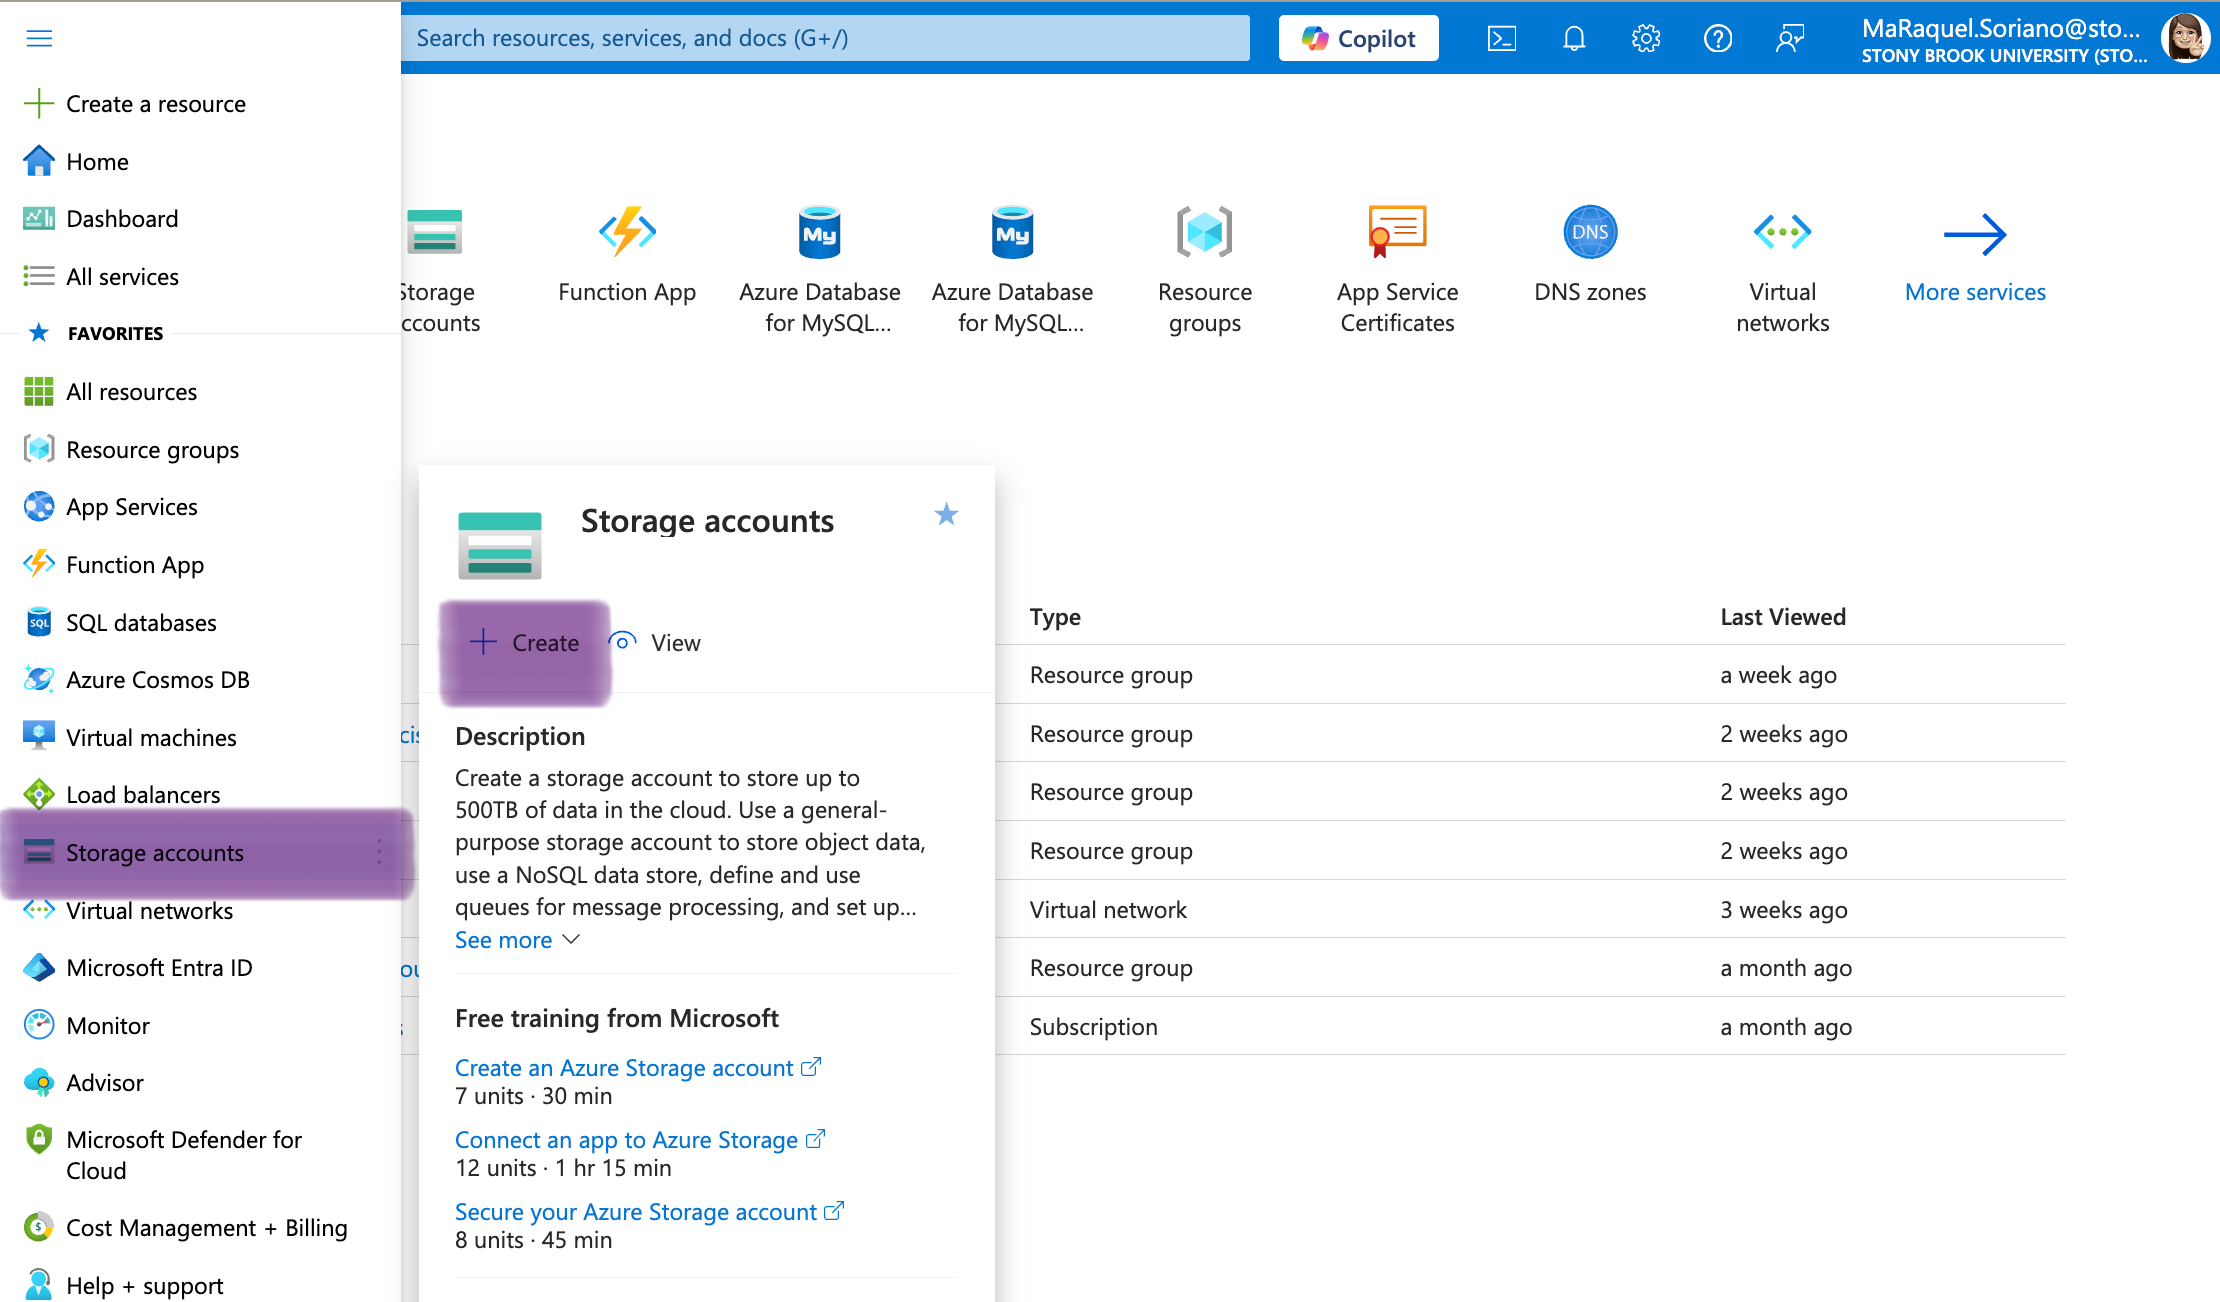 Search resources, services, and docs (G+/)
Copilot
MaRaquel.Soriano@sto...
STONY BROOK UNIVERSITY (STO...
Create a resource
Home
Dashboard
All services
FAVORITES
All resources
Resource groups
App Services
Function App
SQL
SQL databases
Azure Cosmos DB
Virtual machines
Load balancers
Storage accounts
Virtual networks
Microsoft Entra ID
Monitor
Advisor
Microsoft Defender for
Cloud
Cost Management + Billing
Help + support
Storage
ccounts
Function App
My
Azure Database
for MySQL...
My
Azure Database
for MySQL...
Resource
groups
App Service
Certificates
DNS
DNS zones
Virtual
networks
More services
Storage accounts
Create
View
Description
Create a storage account to store up to
500TB of data in the cloud. Use a general-
purpose storage account to store object data,
use a NoSQL data store, define and use
queues for message processing, and set up...
See more
Free training from Microsoft
Create an Azure Storage account
7 units · 30 min
Connect an app to Azure Storage
12 units · 1 hr 15 min
Secure your Azure Storage account
8 units · 45 min
Type Last Viewed
Resource group a week ago
Resource group 2 weeks ago
Resource group 2 weeks ago
Resource group 2 weeks ago
Virtual network 3 weeks ago
Resource group a month ago
Subscription a month ago